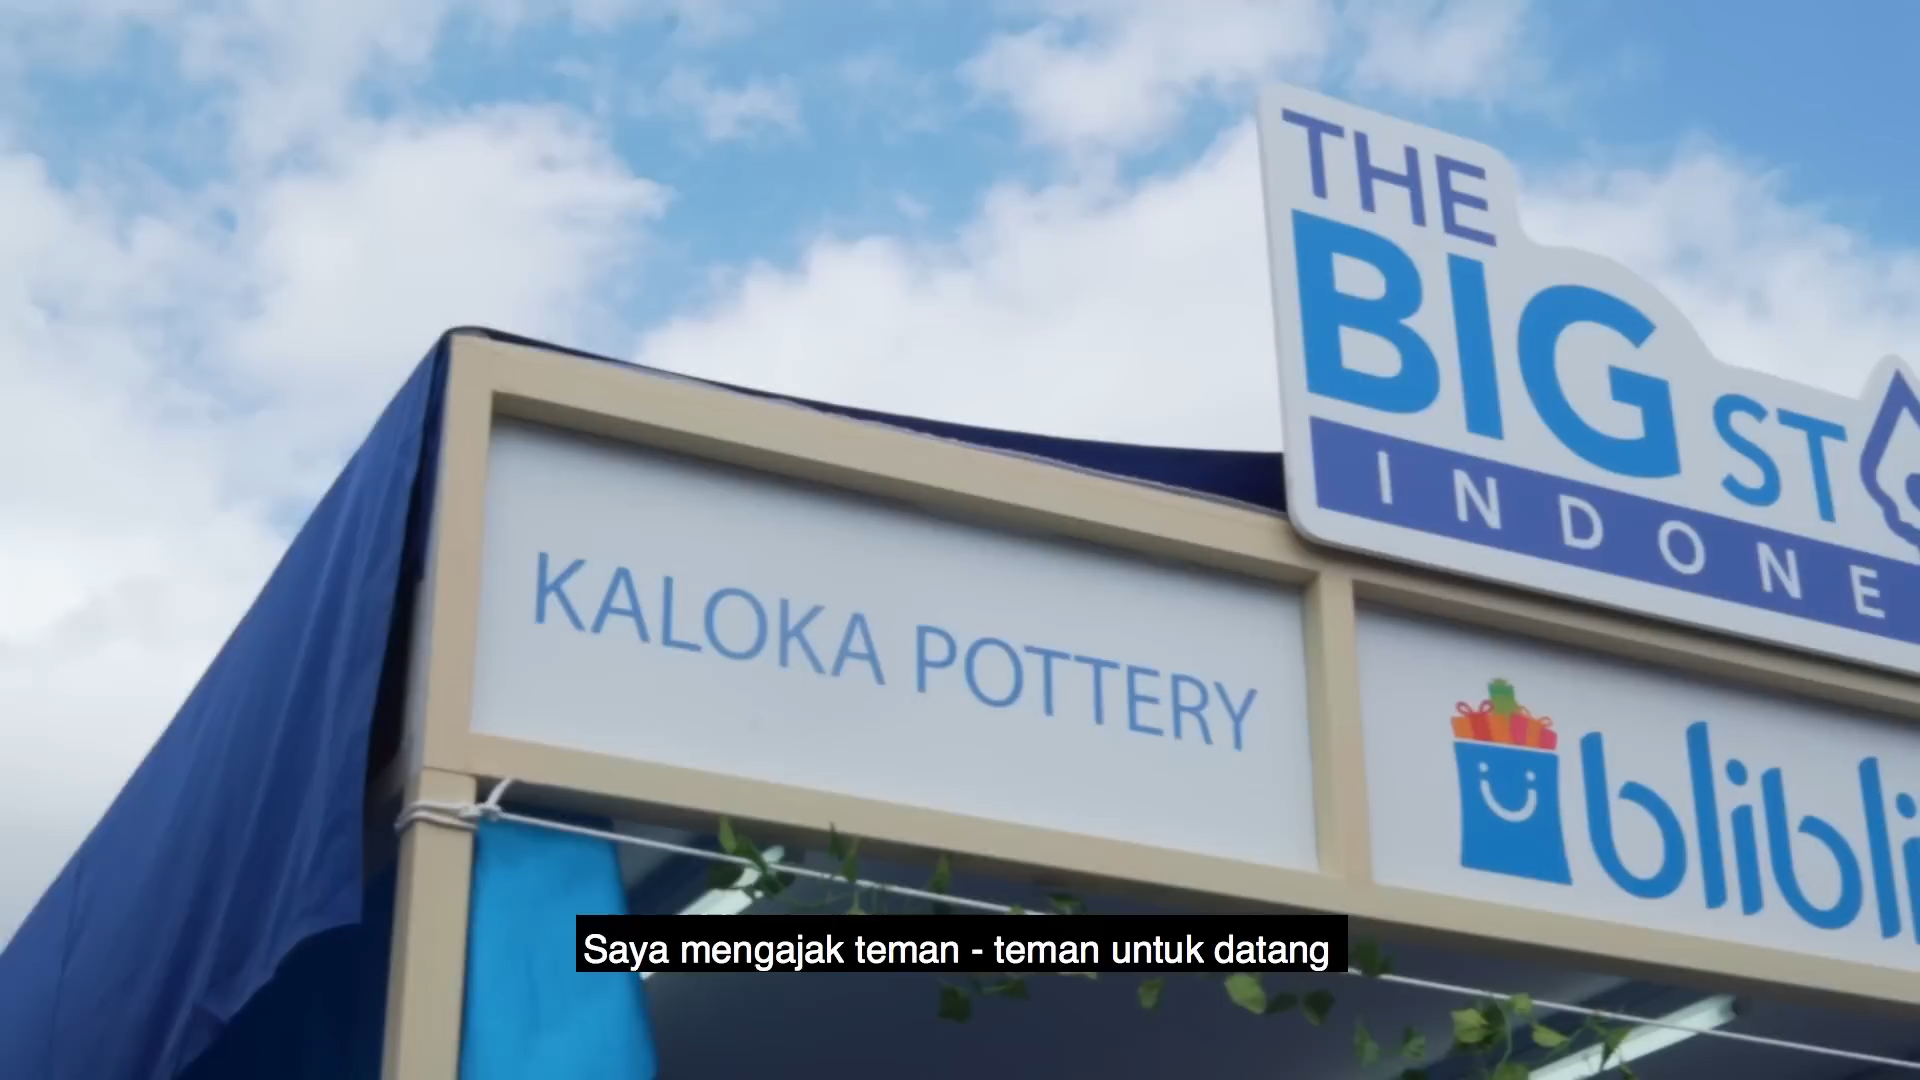 THE
BIG ST
INDONE
KALOKA POTTERY
blibli
Saya mengajak teman - teman untuk datang